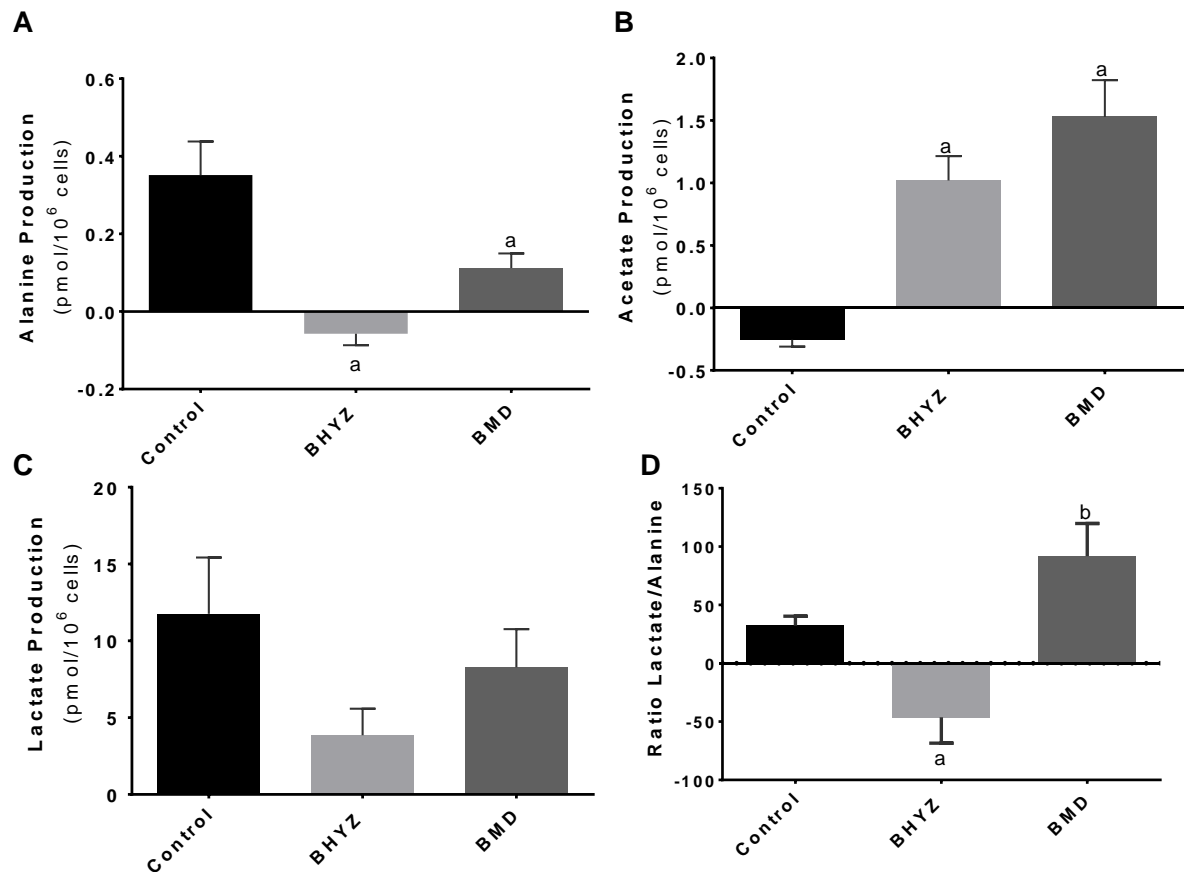 A
Alanine Production
(pmol/10⁶ cells)
0.6
0.4
0.2
0.0
-0.2
a
a
Control
BHYZ
BMD
B
Acetate Production
(pmol/10⁶ cells)
2.0
1.5
1.0
0.5
0.0
-0.5
a
a
Control
BHYZ
BMD
C
Lactate Production
(pmol/10⁶ cells)
20
15
10
5
0
Control
BHYZ
BMD
D
Ratio Lactate/Alanine
150
100
50
0
-50
-100
a
b
Control
BHYZ
BMD